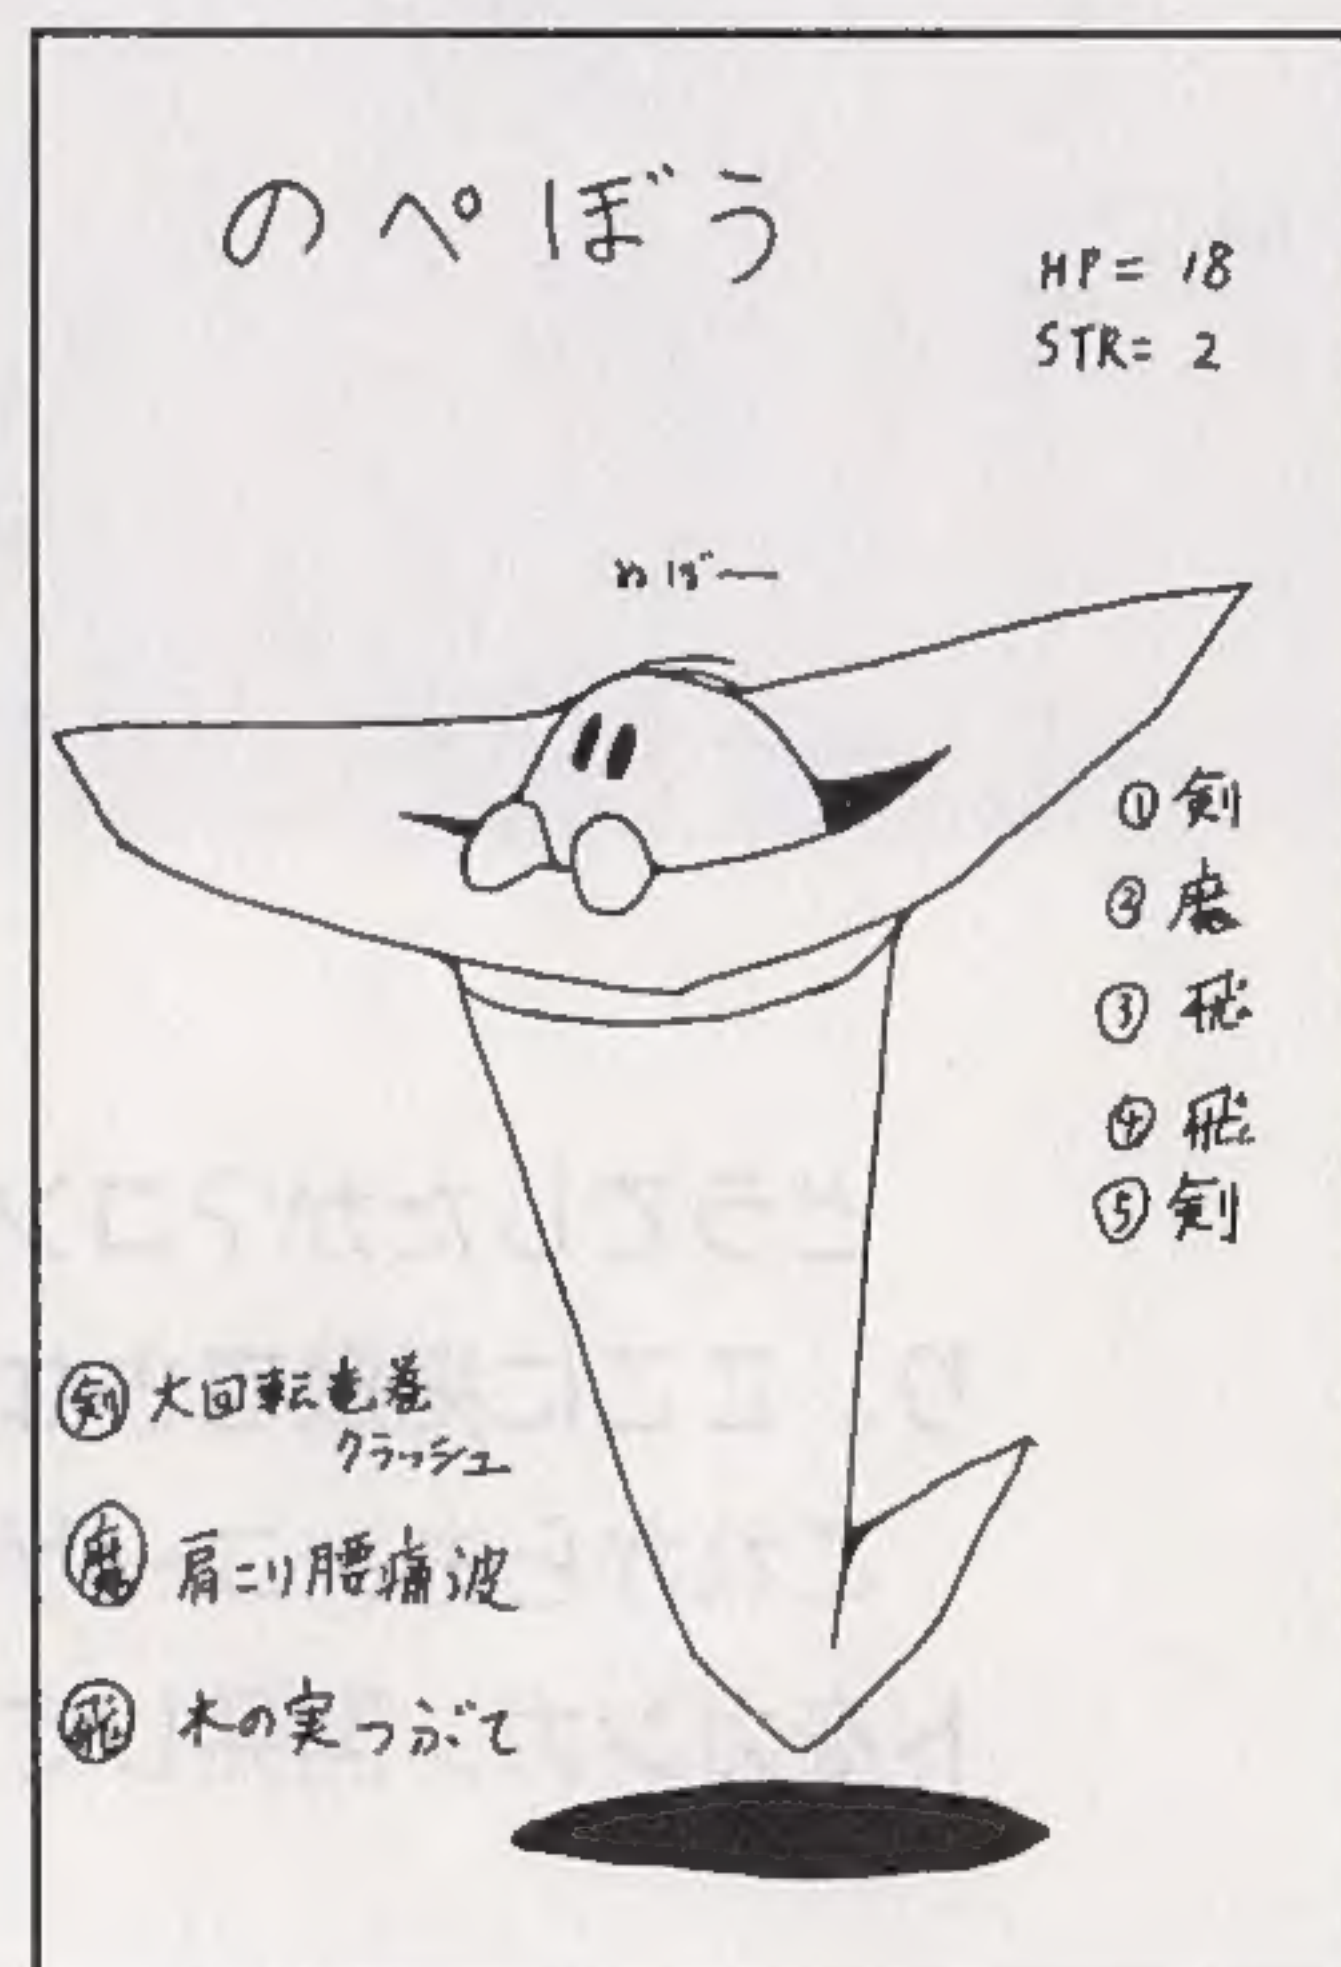 のぺぼう
HP= 18
STR= 2
ぬぼー
① 剣
② 魔
③ 飛
④ 飛
⑤ 剣
剣 大回転竜巻
クラッシュ
魔 肩こり腰痛波
飛 木の実つぶて